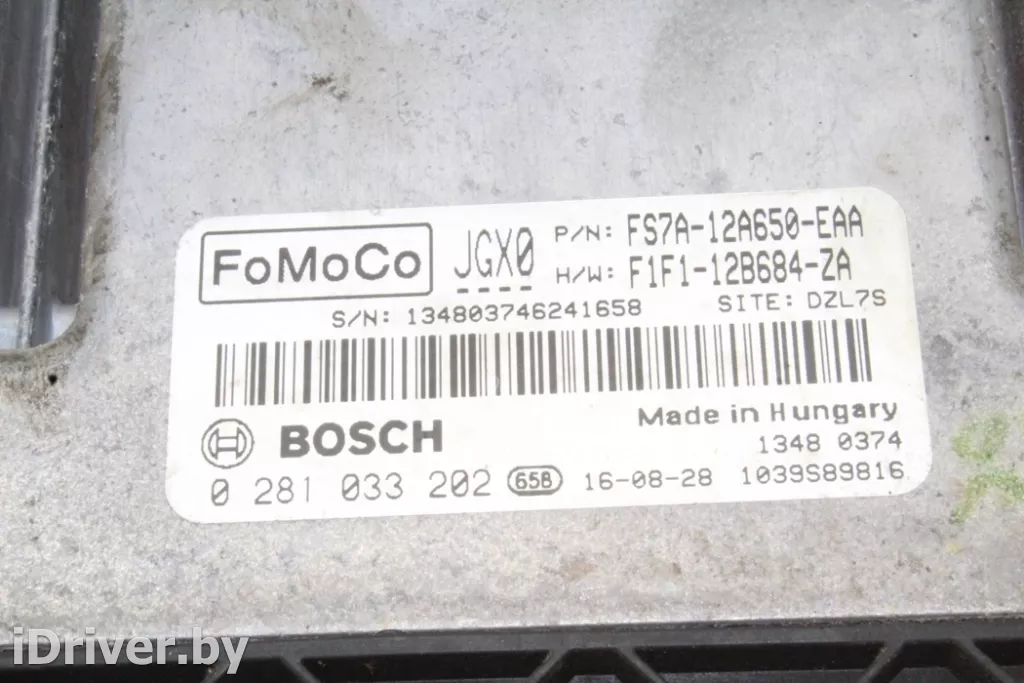 FoMoCo JGX0 P/N: FS7A-12A650-EAA
H/W: F1F1-12B684-ZA
S/N: 134803746241658 SITE: DZL7S
Made in Hungary
BOSCH 1348 0374
0 281 033 202 65B 16-08-28 1039S89816
iDriver.by